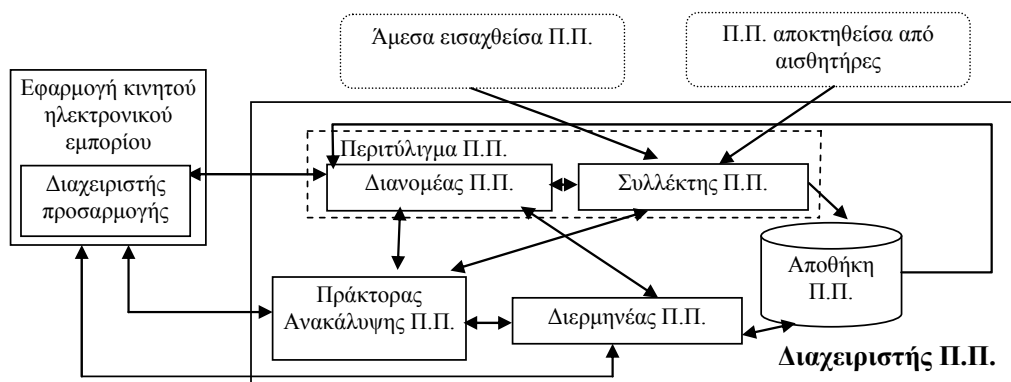 Άμεσα εισαχθείσα Π.Π.
Π.Π. αποκτηθείσα από
αισθητήρες
Εφαρμογή κινητού
ηλεκτρονικού
εμπορίου
Διαχειριστής
προσαρμογής
Περιτύλιγμα Π.Π.
Διανομέας Π.Π.
Συλλέκτης Π.Π.
Αποθήκη
Π.Π.
Πράκτορας
Ανακάλυψης Π.Π.
Διερμηνέας Π.Π.
Διαχειριστής Π.Π.